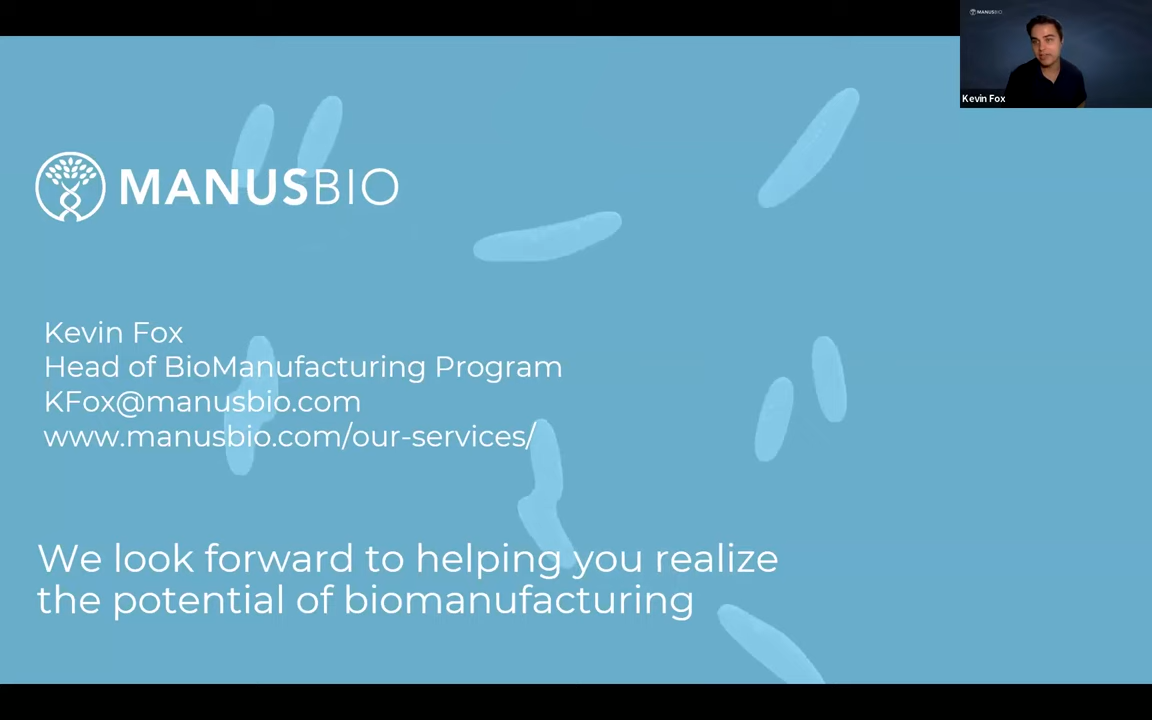 MANUSBIO
Kevin Fox
MANUSBIO
Kevin Fox
Head of BioManufacturing Program
KFox@manusbio.com
www.manusbio.com/our-services/
We look forward to helping you realize
the potential of biomanufacturing